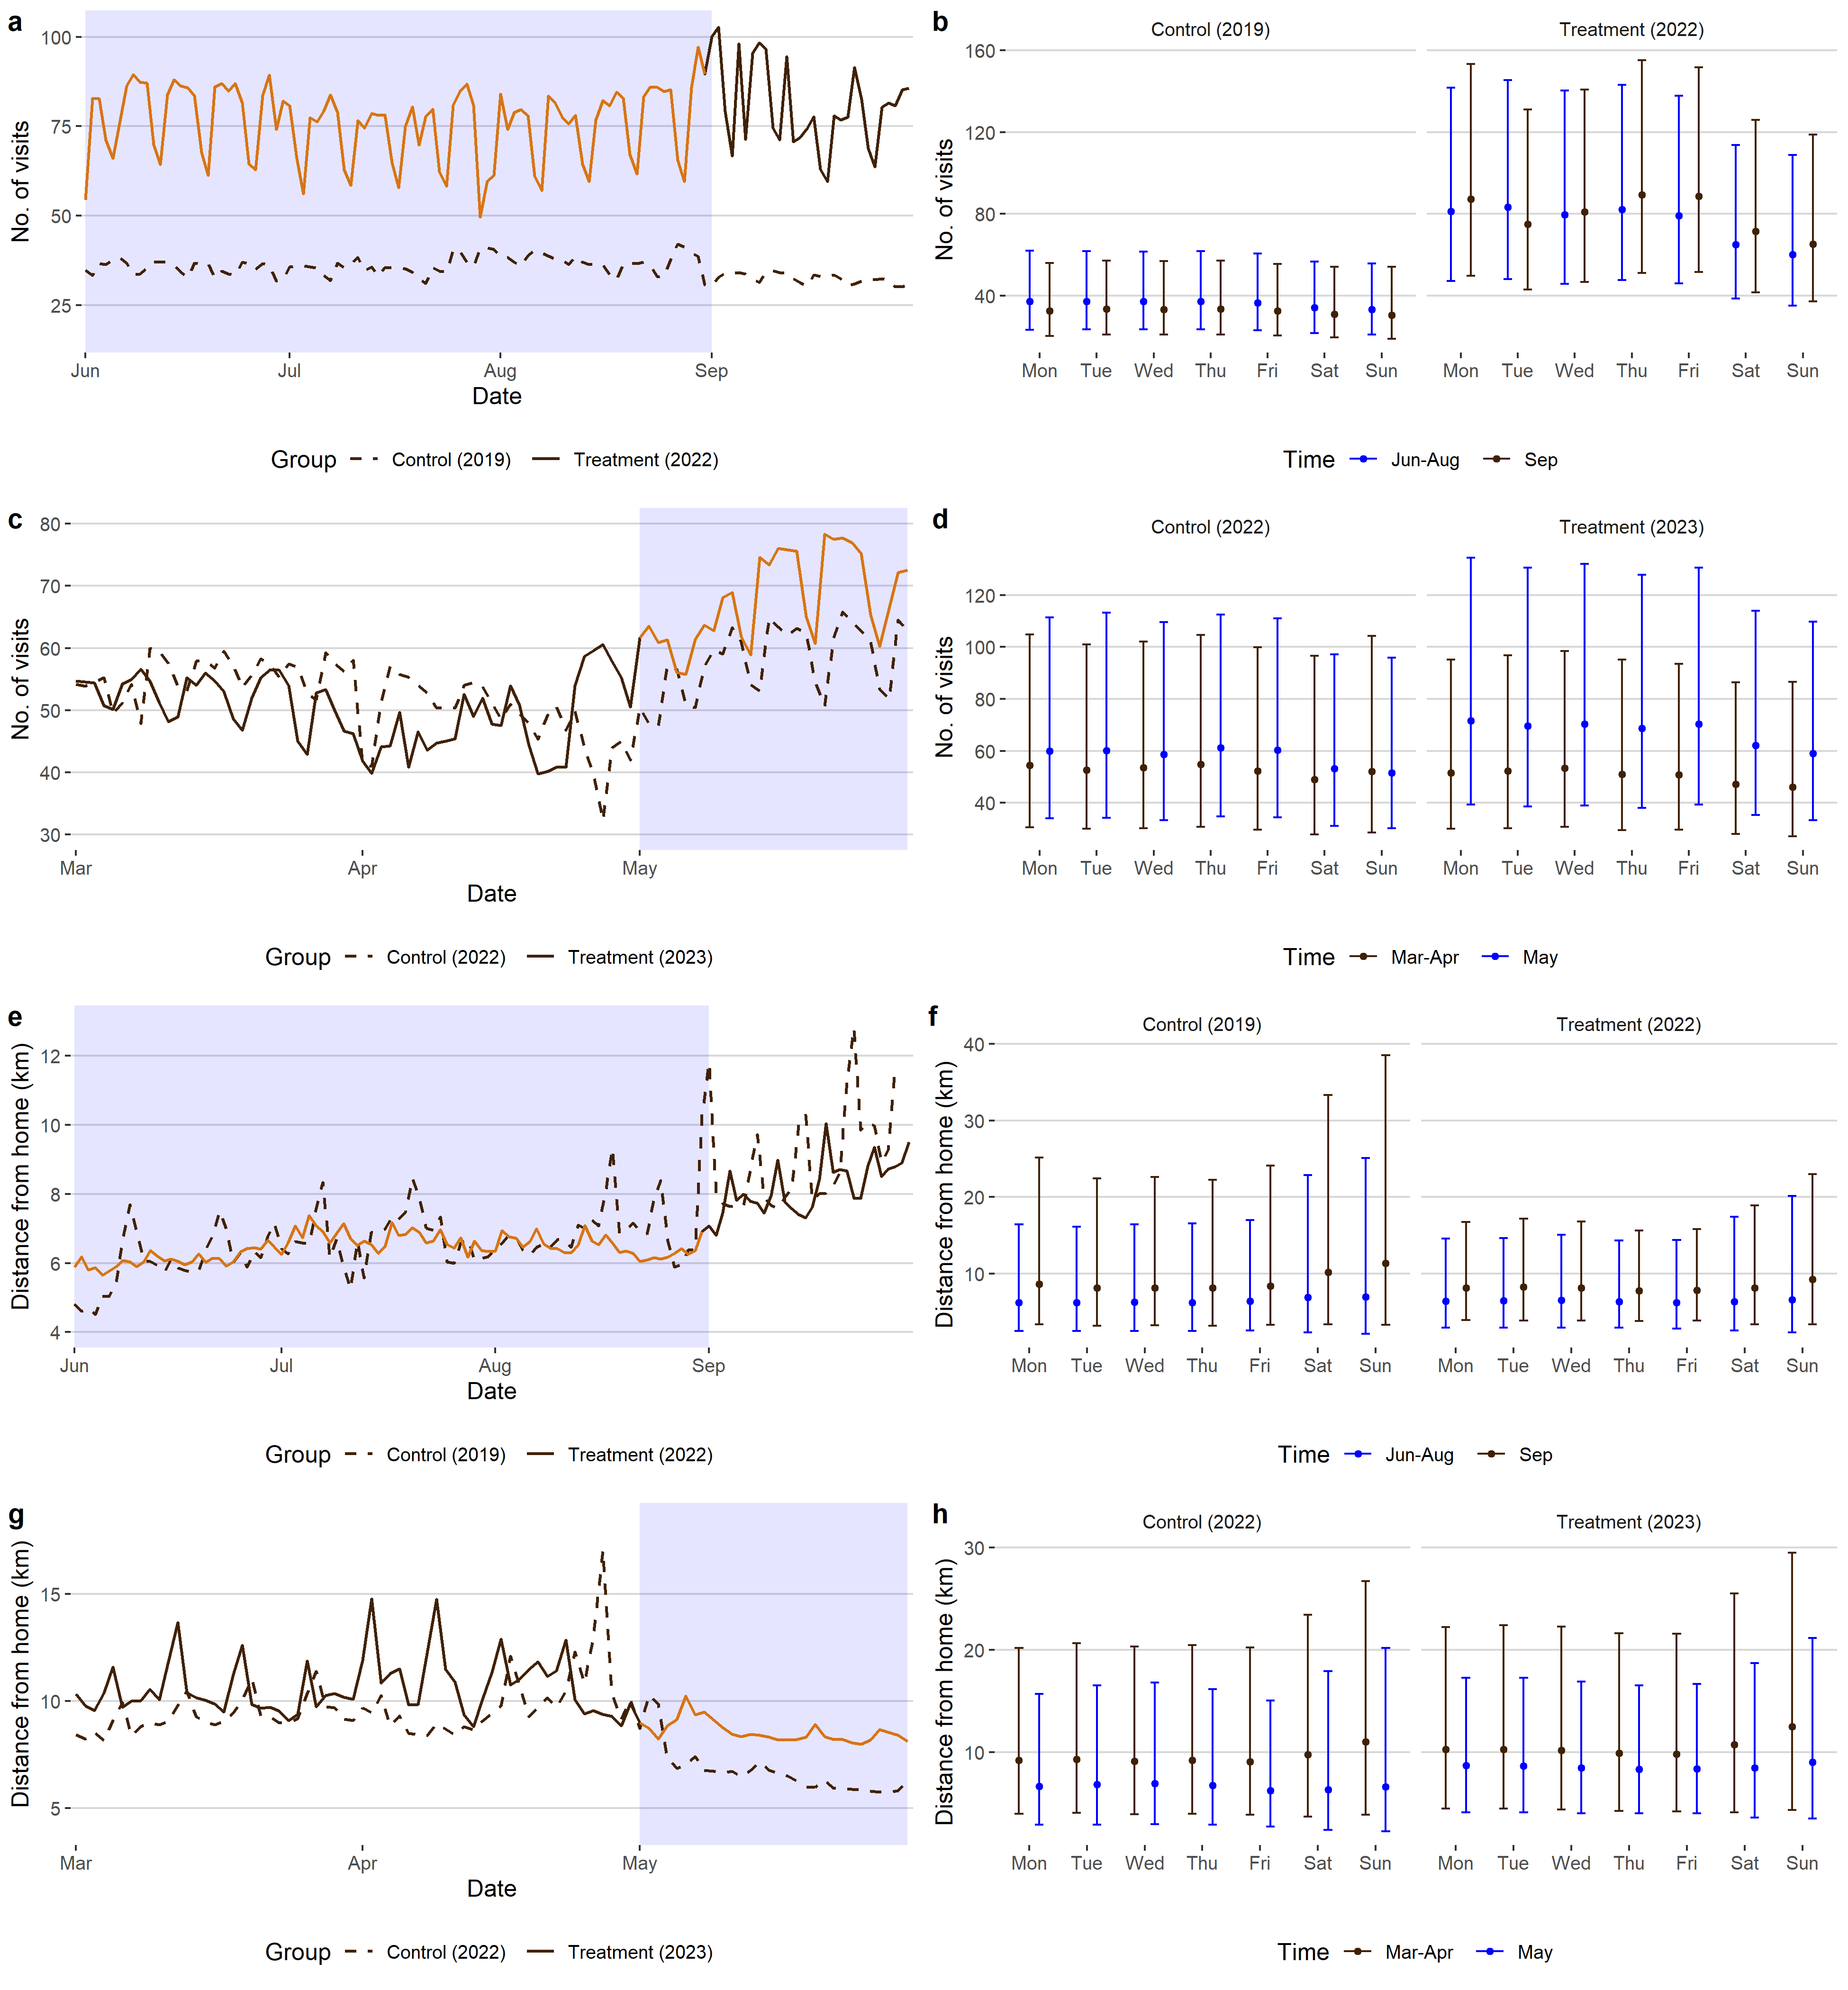 a
100
75
50
25
No. of visits
Jun Jul Aug Sep
Date
Group Control (2019) Treatment (2022)
b
Control (2019) Treatment (2022)
160
120
80
40
No. of visits
Mon Tue Wed Thu Fri Sat Sun Mon Tue Wed Thu Fri Sat Sun
Time Jun-Aug Sep
c
80
70
60
50
40
30
No. of visits
Mar Apr May
Date
Group Control (2022) Treatment (2023)
d
Control (2022) Treatment (2023)
120
100
80
60
40
No. of visits
Mon Tue Wed Thu Fri Sat Sun Mon Tue Wed Thu Fri Sat Sun
Time Mar-Apr May
e
12
10
8
6
4
Distance from home (km)
Jun Jul Aug Sep
Date
Group Control (2019) Treatment (2022)
f
Control (2019) Treatment (2022)
40
30
20
10
Distance from home (km)
Mon Tue Wed Thu Fri Sat Sun Mon Tue Wed Thu Fri Sat Sun
Time Jun-Aug Sep
g
15
10
5
Distance from home (km)
Mar Apr May
Date
Group Control (2022) Treatment (2023)
h
Control (2022) Treatment (2023)
30
20
10
Distance from home (km)
Mon Tue Wed Thu Fri Sat Sun Mon Tue Wed Thu Fri Sat Sun
Time Mar-Apr May